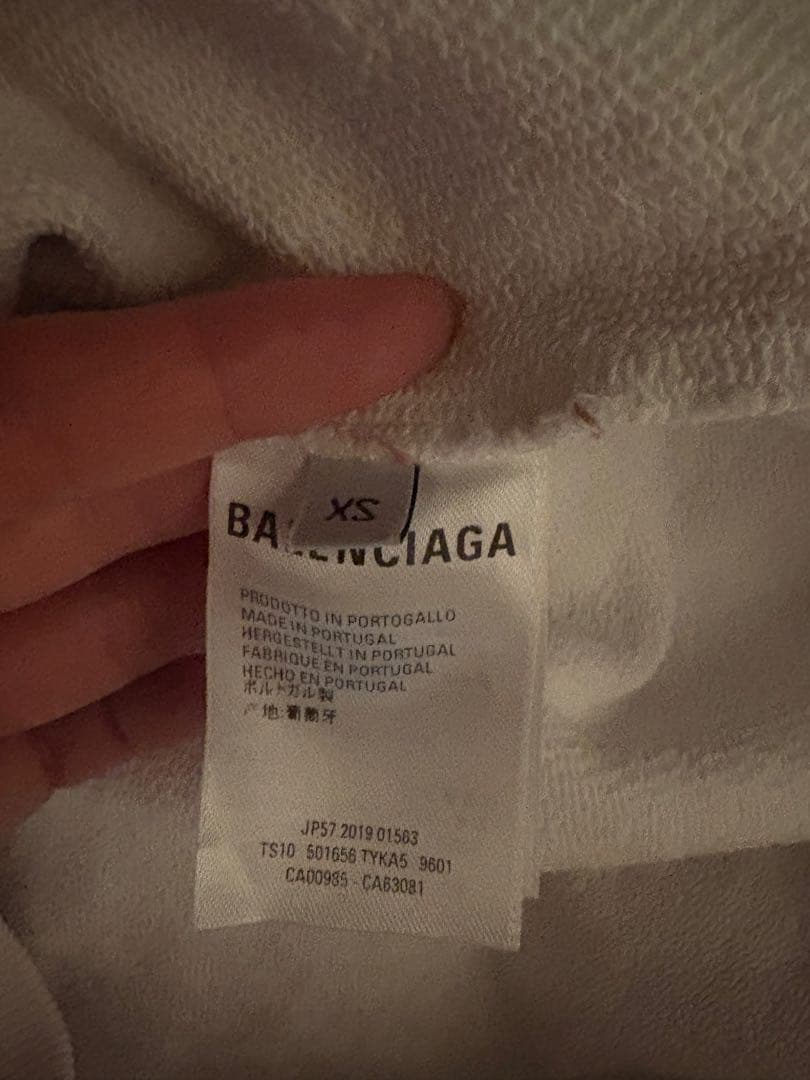 XS
BALENCIAGA
PRODOTTO IN PORTOGALLO
MADE IN PORTUGAL
HERGESTELLT IN PORTUGAL
FABRIQUE EN PORTUGAL
HECHO EN PORTUGAL
ポルトガル製
产地:葡萄牙
JP57 2019 01563
TS10 501656 TYKA5 9601
CA00985 - CA63081